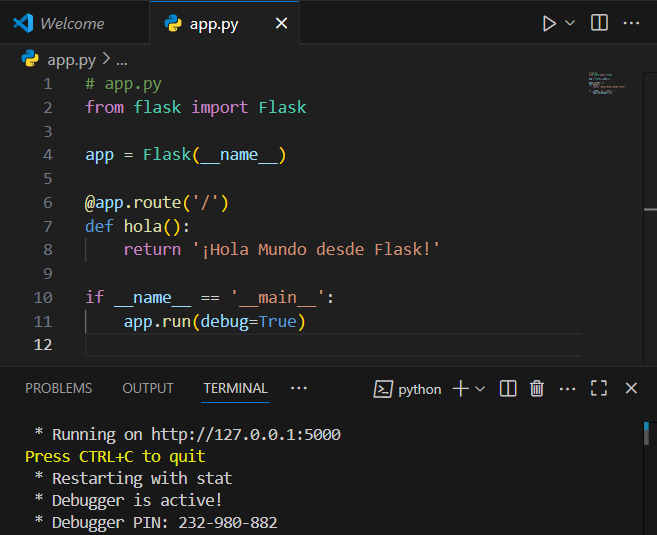 Welcome
app.py
app.py > ...
1 # app.py
2 from flask import Flask
3
4 app = Flask(__name__)
5
6 @app.route('/')
7 def hola():
8     return '¡Hola Mundo desde Flask!'
9
10 if __name__ == '__main__':
11     app.run(debug=True)
12
PROBLEMS OUTPUT TERMINAL ... python
* Running on http://127.0.0.1:5000
Press CTRL+C to quit
* Restarting with stat
* Debugger is active!
* Debugger PIN: 232-980-882